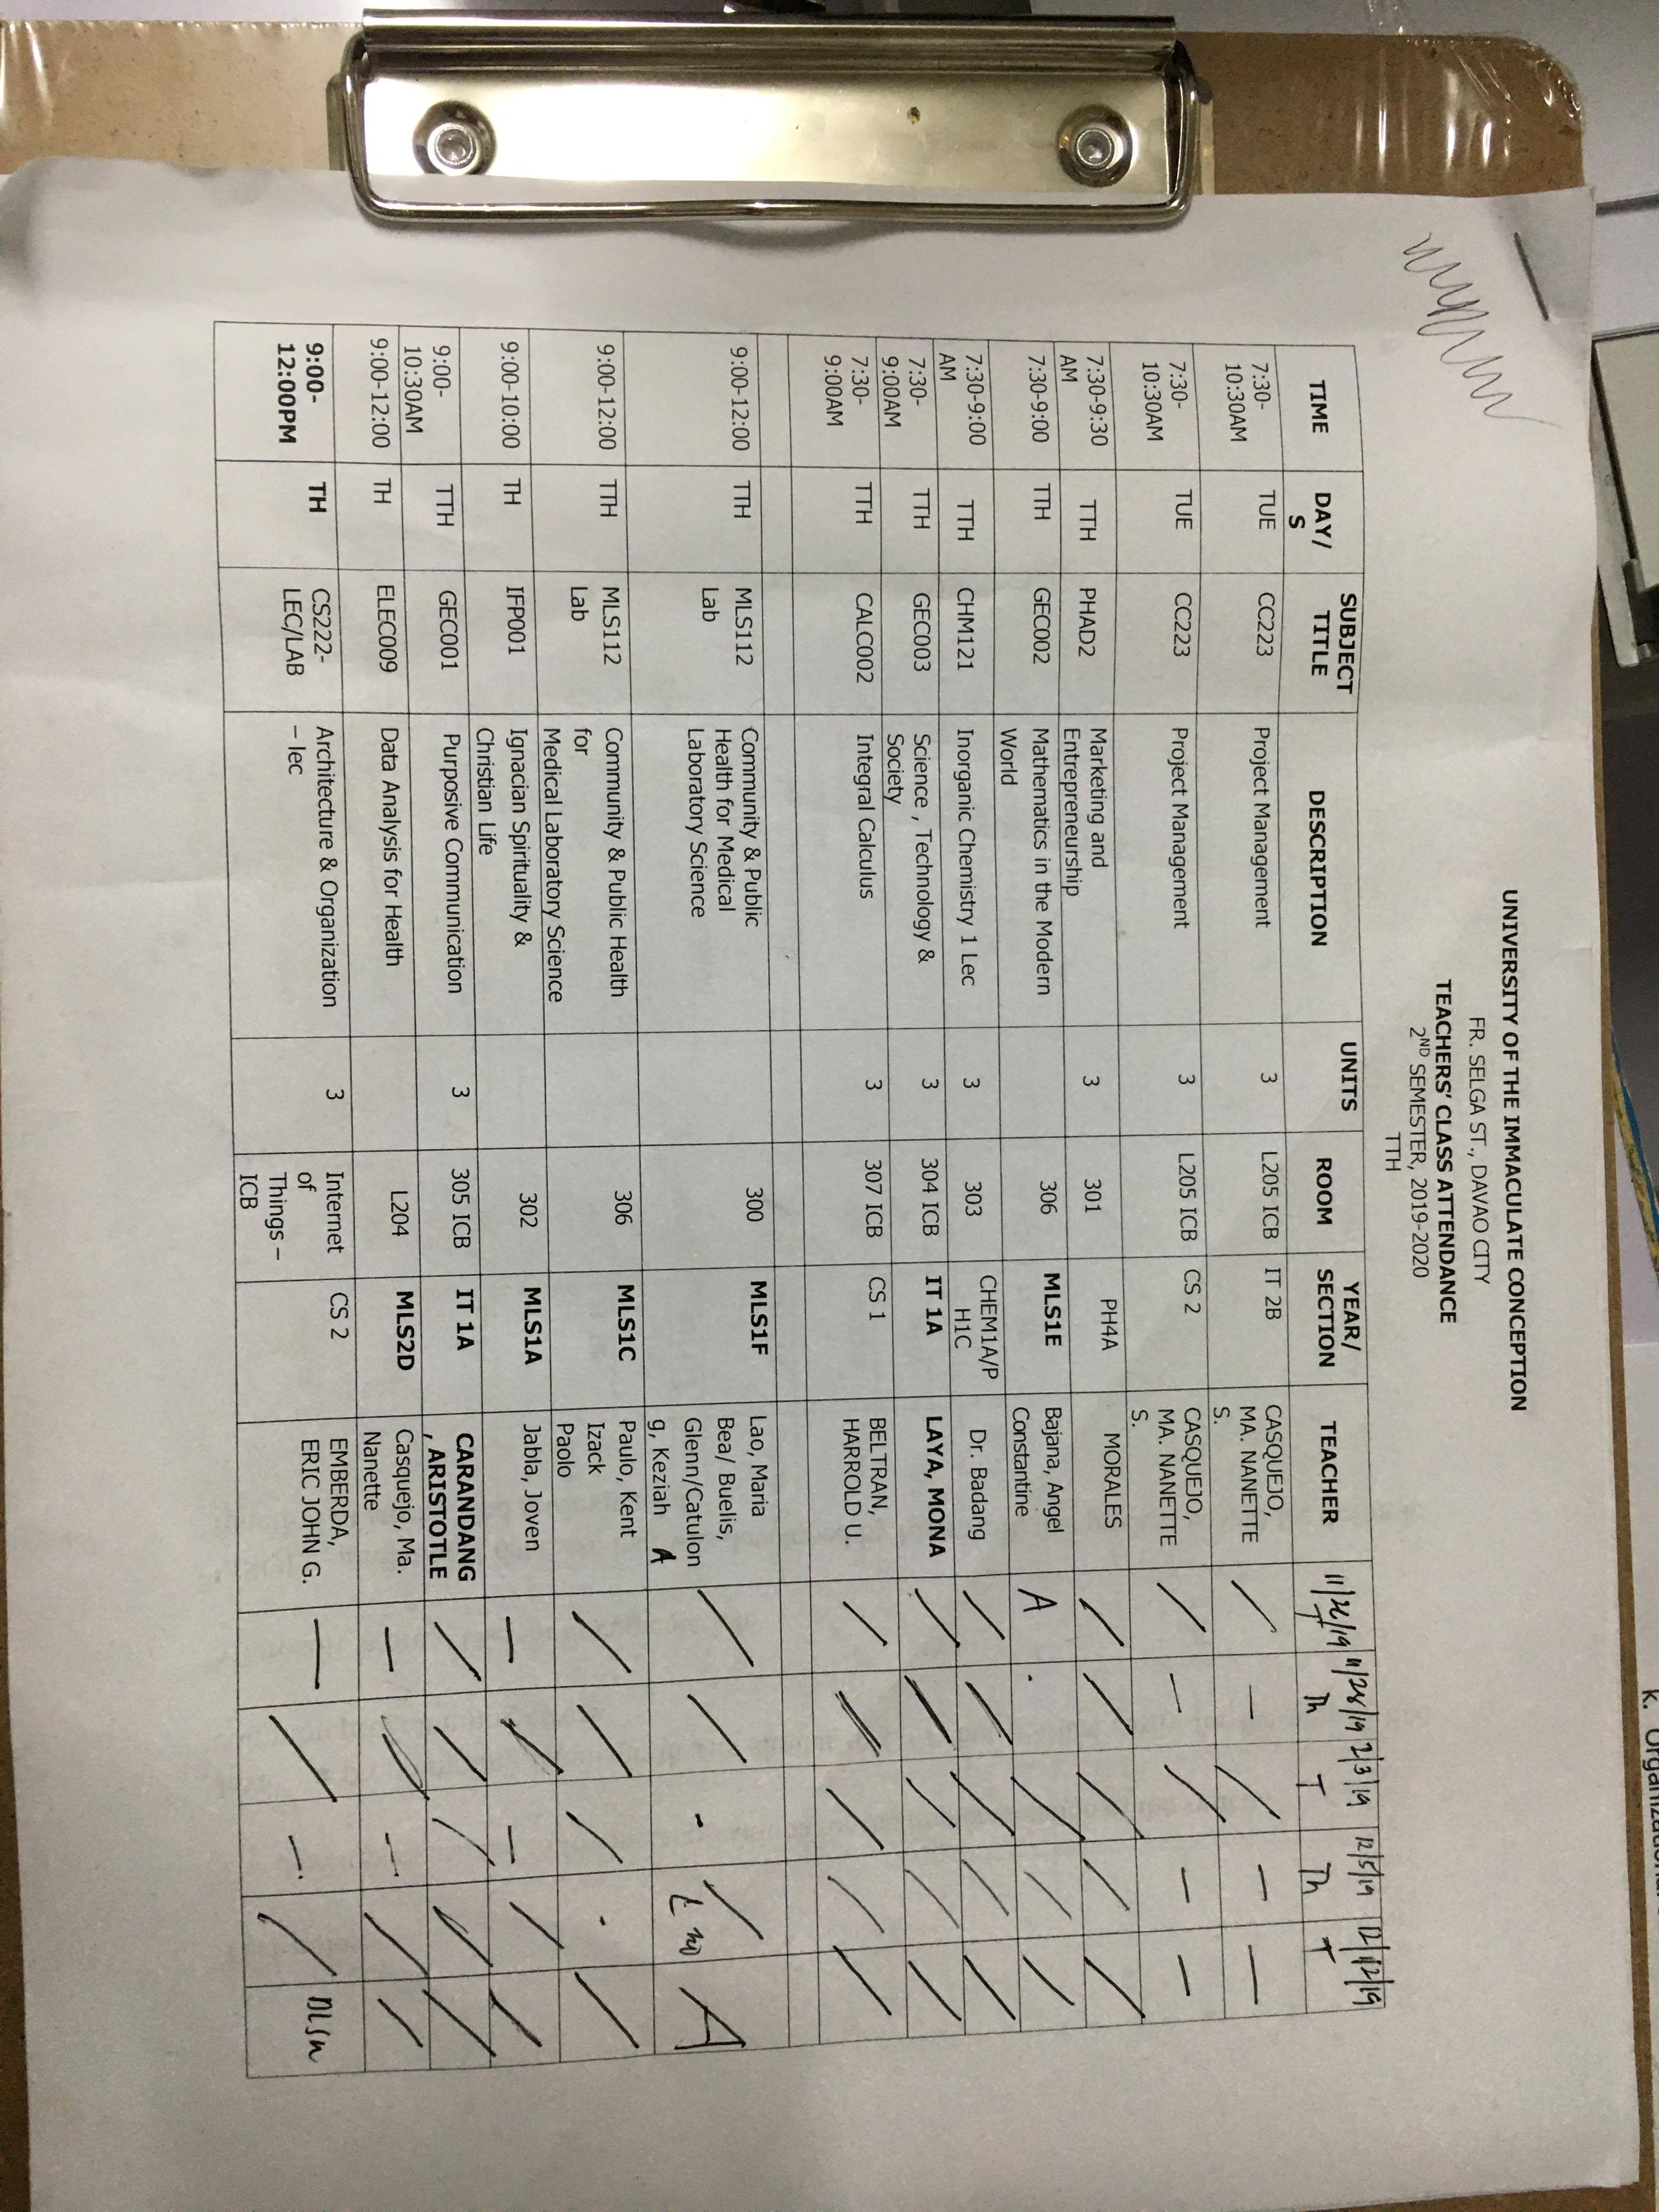 k. Organizational
UNIVERSITY OF THE IMMACULATE CONCEPTION
FR. SELGA ST., DAVAO CITY
TEACHERS' CLASS ATTENDANCE
2ND SEMESTER, 2019-2020
TTH
TIME DAY/S SUBJECT TITLE DESCRIPTION UNITS ROOM YEAR/SECTION TEACHER 11/26/19 T 11/28/19 Th 2/3/19 T 12/5/19 Th 12/12/19 T
7:30-10:30AM TUE CC223 Project Management 3 L205 ICB IT 2B CASQUEJO, MA. NANETTE S. / — / — —
7:30-10:30AM TUE CC223 Project Management 3 L205 ICB CS 2 CASQUEJO, MA. NANETTE S. / — / — —
7:30-9:30 AM TTH PHAD2 Marketing and Entrepreneurship 3 301 PH4A MORALES / / / / /
7:30-9:00 TTH GEC002 Mathematics in the Modern World 306 MLS1E Bajana, Angel Constantine A . / / /
7:30-9:00 AM TTH CHM121 Inorganic Chemistry 1 Lec 3 303 CHEM1A/PH1C Dr. Badang / / / / /
7:30-9:00AM TTH GEC003 Science , Technology & Society 3 304 ICB IT 1A LAYA, MONA / / / / /
7:30-9:00AM TTH CALC002 Integral Calculus 3 307 ICB CS 1 BELTRAN, HARROLD U. / / / / /
9:00-12:00 TTH MLS112 Lab Community & Public Health for Medical Laboratory Science 300 MLS1F Lao, Maria Bea/ Buelis, Glenn/Catulong, Keziah A / / - / A
9:00-12:00 TTH MLS112 Lab Community & Public Health for Medical Laboratory Science 306 MLS1C Paulo, Kent Izack Paolo / / / . /
9:00-10:00 TH IFP001 Ignacian Spirituality & Christian Life 302 MLS1A Jabla, Joven — / — / /
9:00-10:30AM TTH GEC001 Purposive Communication 3 305 ICB IT 1A CARANDANG, ARISTOTLE / / / / /
9:00-12:00 TH ELEC009 Data Analysis for Health L204 MLS2D Casquejo, Ma. Nanette — / — / /
9:00-12:00PM TH CS222-LEC/LAB Architecture & Organization – lec 3 Internet of Things – ICB CS 2 EMBERDA, ERIC JOHN G. — / — /